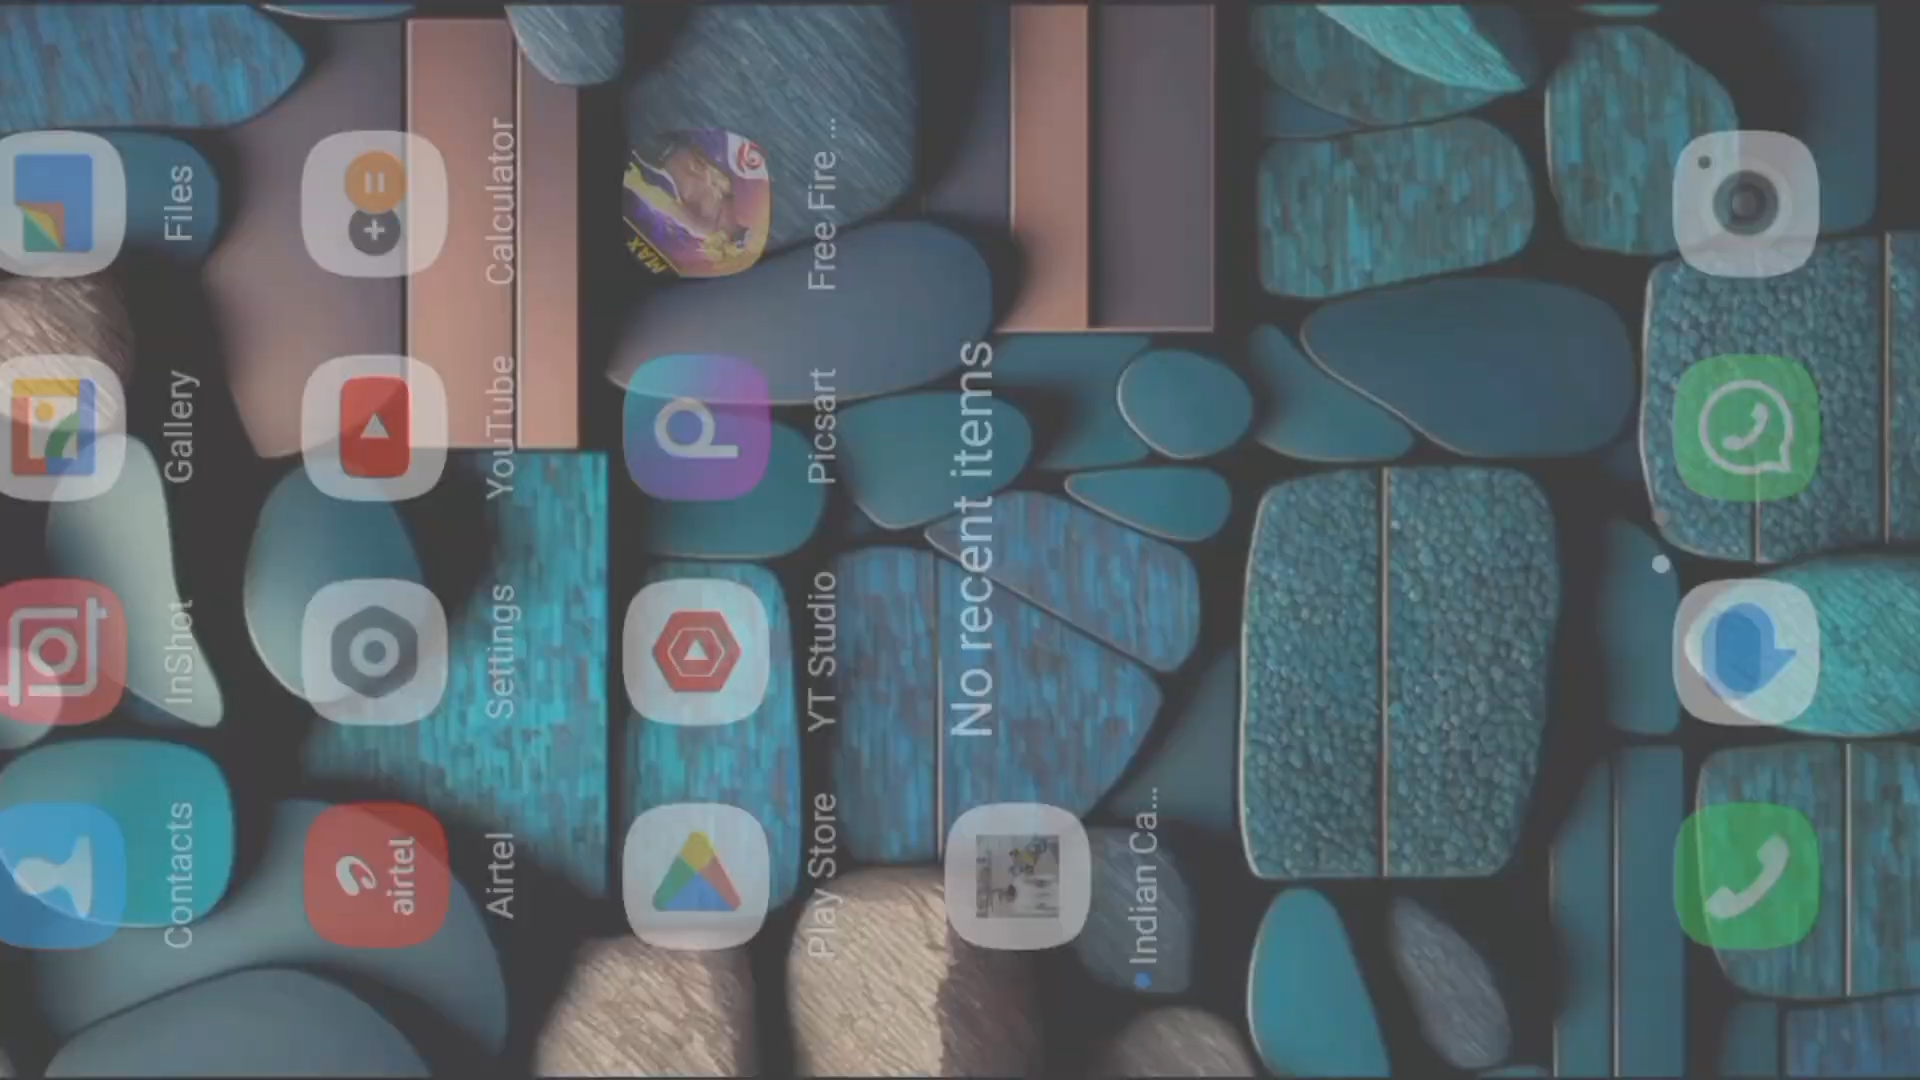 Contacts InShot Gallery Files
airtel
Airtel Settings YouTube Calculator
MAX
Play Store YT Studio Picsart Free Fire ...
No recent items
Indian Ca...